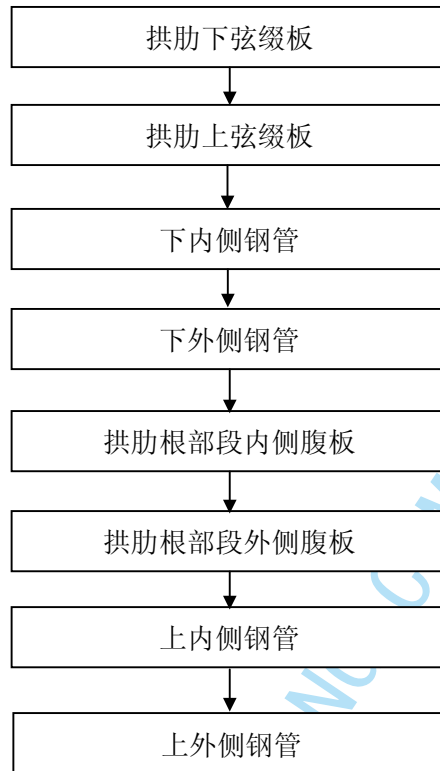 拱肋下弦缀板
拱肋上弦缀板
下内侧钢管
下外侧钢管
拱肋根部段内侧腹板
拱肋根部段外侧腹板
上内侧钢管
上外侧钢管